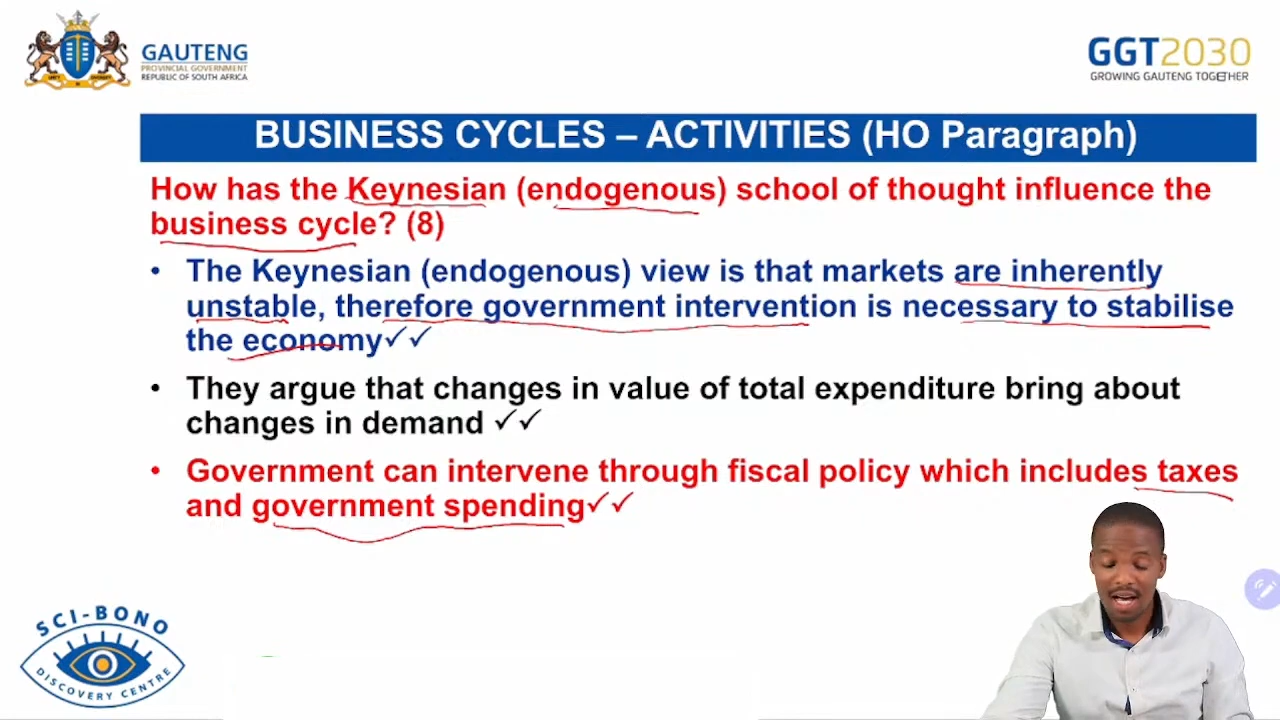 GAUTENG
PROVINCIAL GOVERNMENT
REPUBLIC OF SOUTH AFRICA
GGT2030
GROWING GAUTENG TOGETHER
BUSINESS CYCLES – ACTIVITIES (HO Paragraph)
How has the Keynesian (endogenous) school of thought influence the
business cycle? (8)
• The Keynesian (endogenous) view is that markets are inherently
unstable, therefore government intervention is necessary to stabilise
the economy✓✓
• They argue that changes in value of total expenditure bring about
changes in demand ✓✓
• Government can intervene through fiscal policy which includes taxes
and government spending✓✓
SCI-BONO
DISCOVERY CENTRE